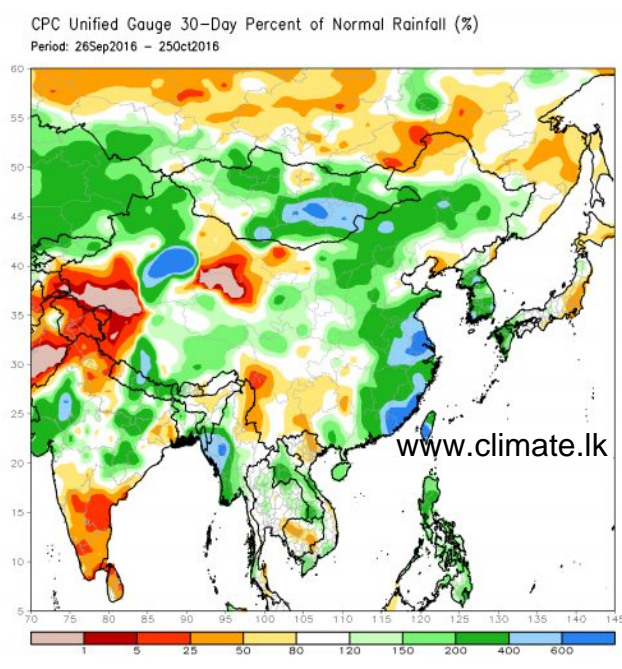 CPC Unified Gauge 30-Day Percent of Normal Rainfall (%)
Period: 26Sep2016 - 25Oct2016
60
55
50
45
40
35
30
25
20
15
10
5
www.climate.lk
70 75 80 85 90 95 100 105 110 115 120 125 130 135 140 145
1 5 25 50 80 120 150 200 400 600